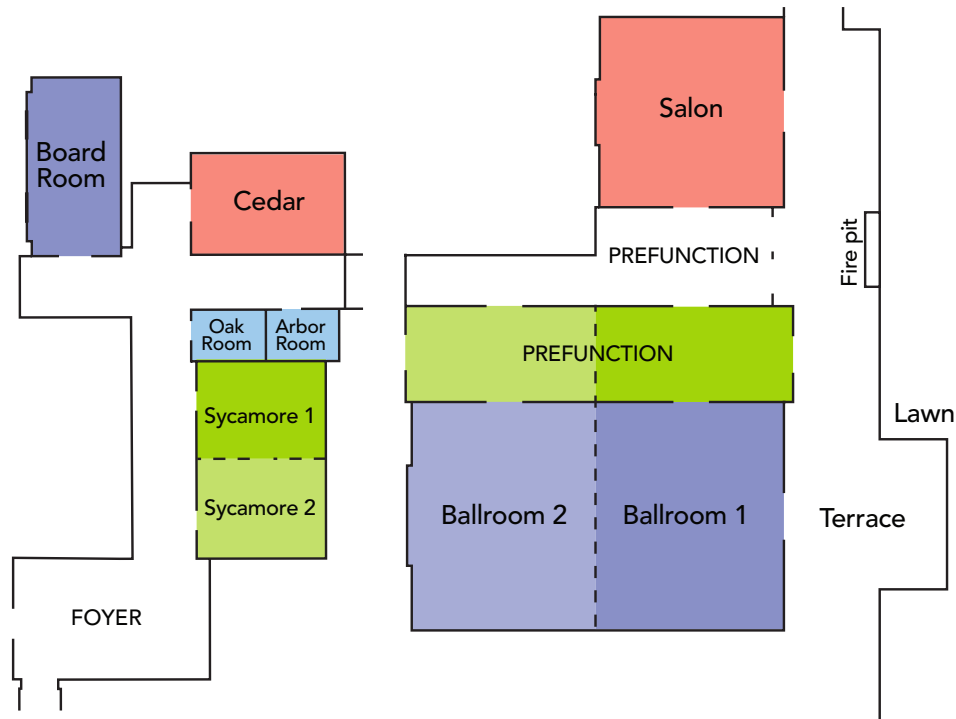 Salon
Board
Room
Cedar
PREFUNCTION
Fire pit
Oak
Room
Arbor
Room
PREFUNCTION
Sycamore 1
Lawn
Sycamore 2
Ballroom 2
Ballroom 1
Terrace
FOYER